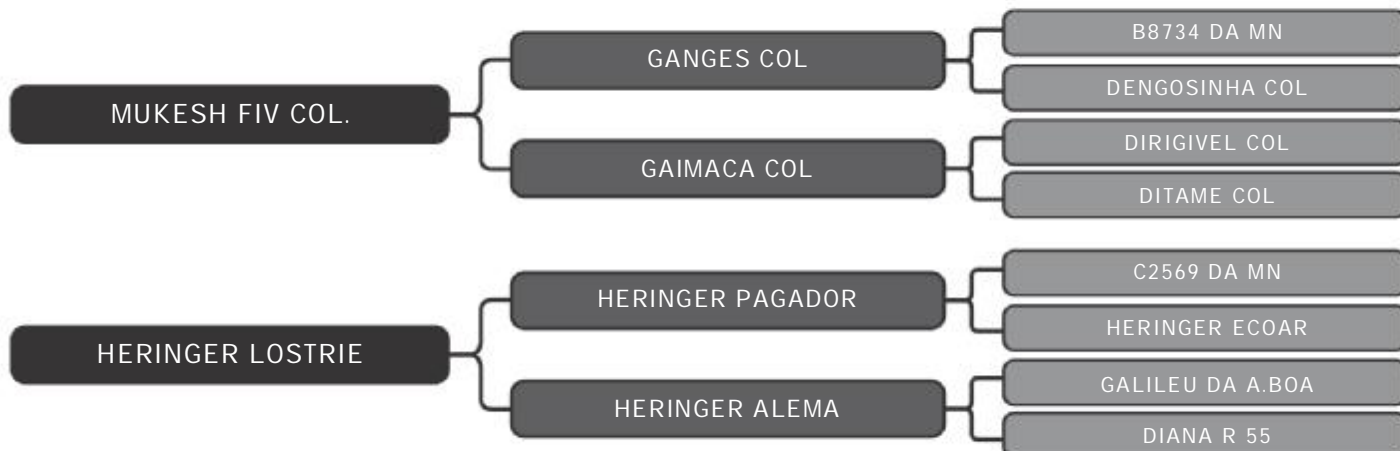 MUKESH FIV COL.
GANGES COL
B8734 DA MN
DENGOSINHA COL
GAIMACA COL
DIRIGIVEL COL
DITAME COL
HERINGER LOSTRIE
HERINGER PAGADOR
C2569 DA MN
HERINGER ECOAR
HERINGER ALEMA
GALILEU DA A.BOA
DIANA R 55